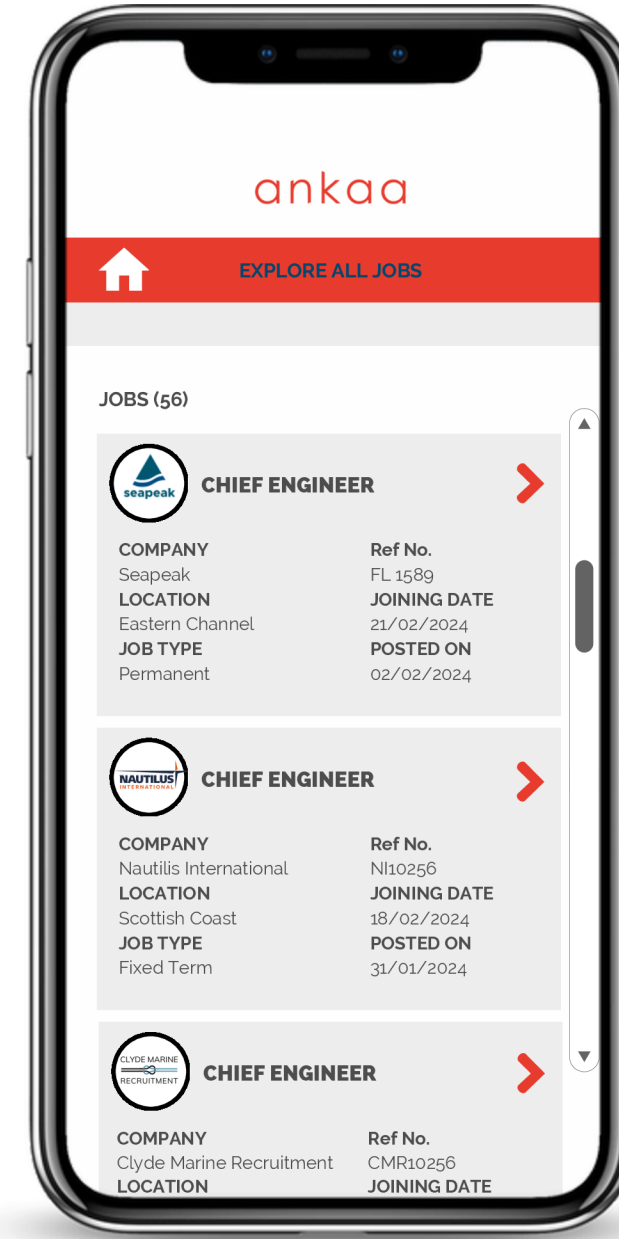 ankaa
EXPLORE ALL JOBS
JOBS (56)
seapeak
CHIEF ENGINEER
COMPANY Ref No.
Seapeak FL 1589
LOCATION JOINING DATE
Eastern Channel 21/02/2024
JOB TYPE POSTED ON
Permanent 02/02/2024
NAUTILUS
INTERNATIONAL
CHIEF ENGINEER
COMPANY Ref No.
Nautilis International NI10256
LOCATION JOINING DATE
Scottish Coast 18/02/2024
JOB TYPE POSTED ON
Fixed Term 31/01/2024
CLYDE MARINE
RECRUITMENT
CHIEF ENGINEER
COMPANY Ref No.
Clyde Marine Recruitment CMR10256
LOCATION JOINING DATE